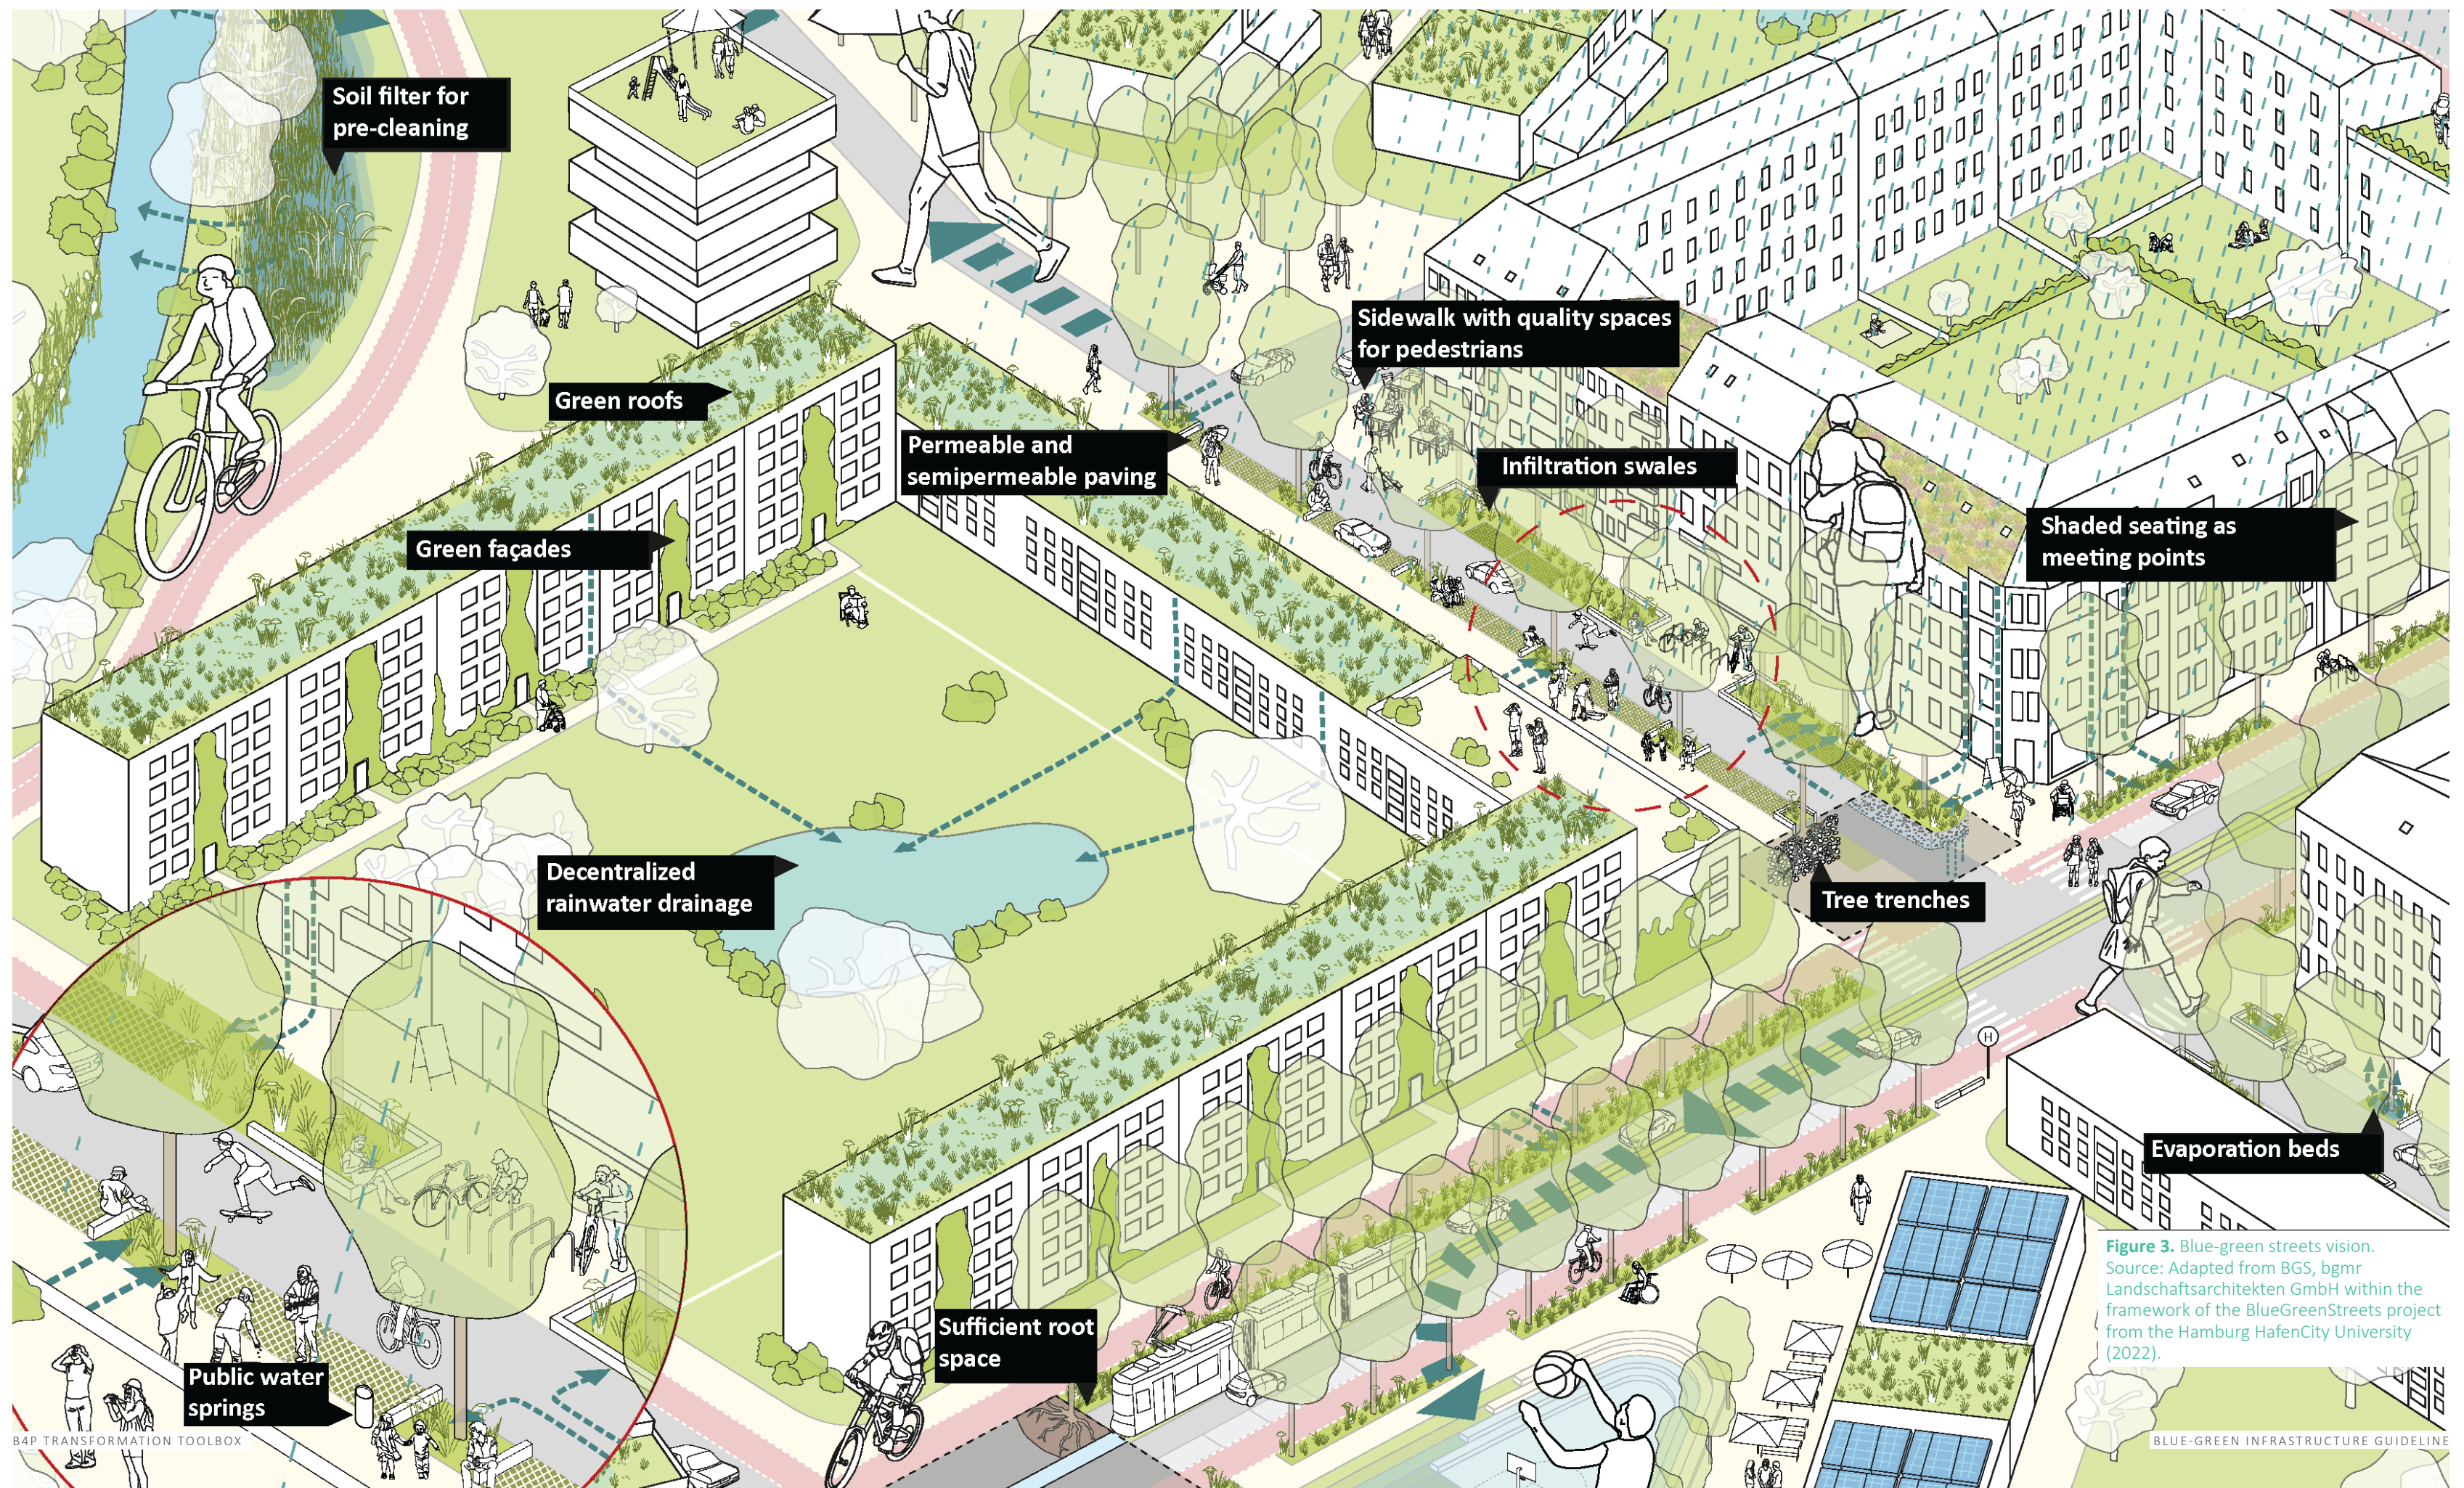 Soil filter for
pre-cleaning
Sidewalk with quality spaces
for pedestrians
Green roofs
Permeable and
semipermeable paving
Infiltration swales
Green façades
Shaded seating as
meeting points
Decentralized
rainwater drainage
Tree trenches
H
Evaporation beds
Sufficient root
space
Public water
springs
Figure 3. Blue-green streets vision.
Source: Adapted from BGS, bgmr
Landschaftsarchitekten GmbH within the
framework of the BlueGreenStreets project
from the Hamburg HafenCity University
(2022).
B4P TRANSFORMATION TOOLBOX
BLUE-GREEN INFRASTRUCTURE GUIDELINE